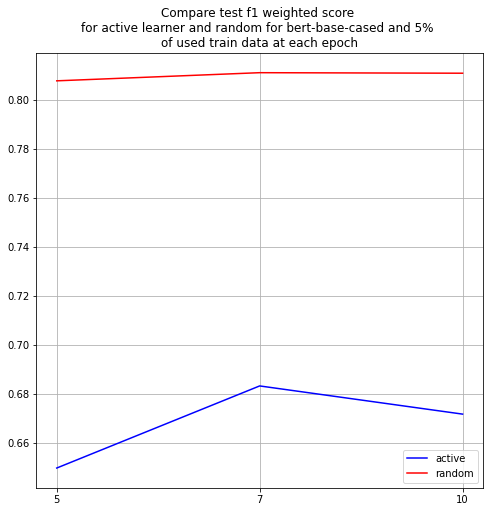 Compare test f1 weighted score
for active learner and random for bert-base-cased and 5%
of used train data at each epoch
0.80
0.78
0.76
0.74
0.72
0.70
0.68
0.66
active
random
5
7
10